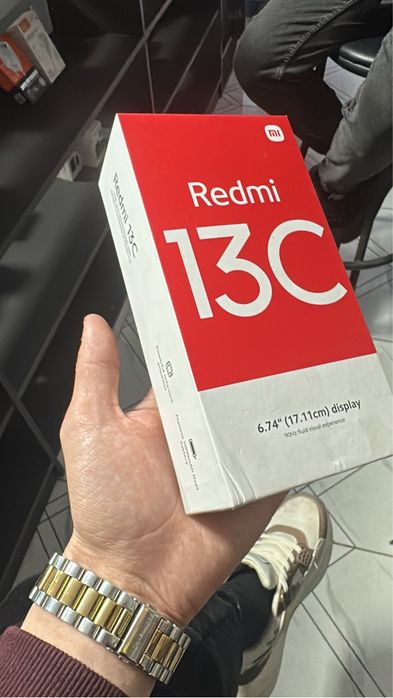 mi
Redmi
13C
6.74" (17.11cm) display
90Hz fluid visual experience
Redmi 13C